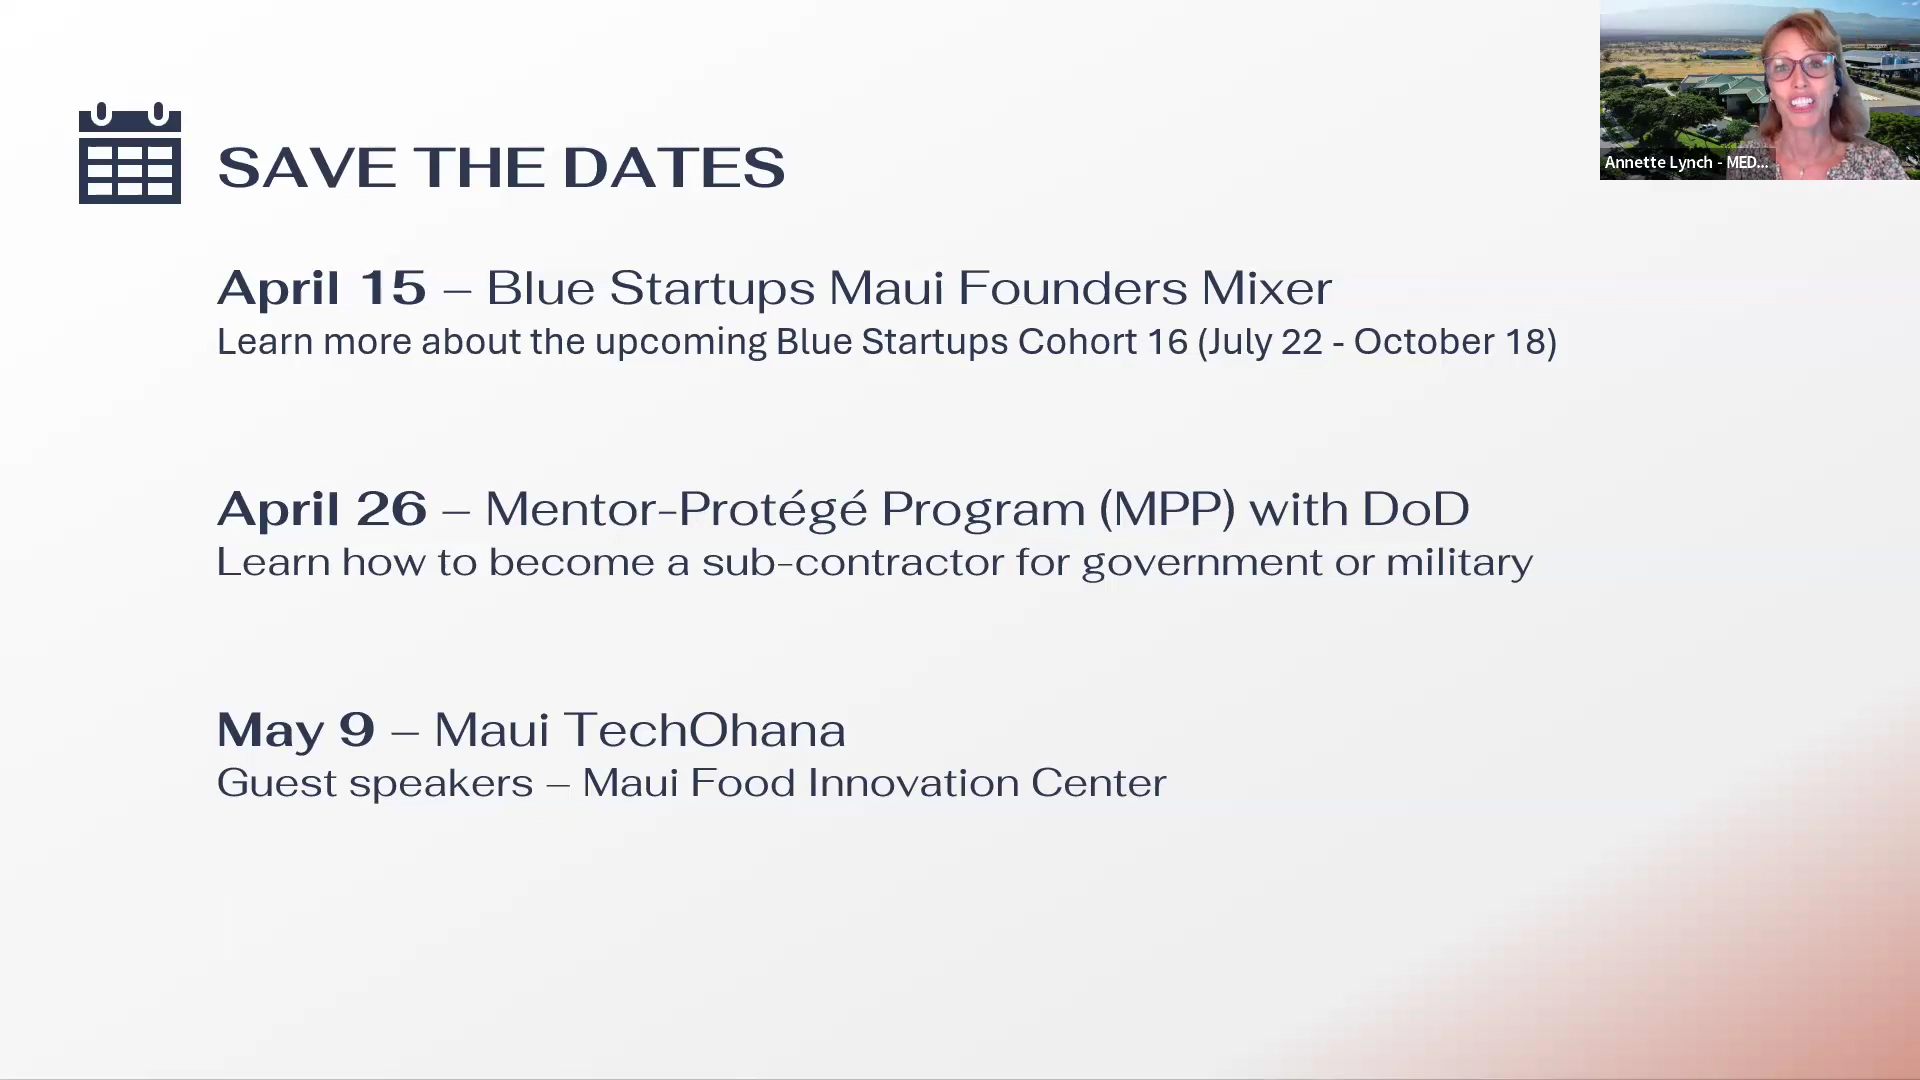 SAVE THE DATES
Annette Lynch - MED...
April 15 – Blue Startups Maui Founders Mixer
Learn more about the upcoming Blue Startups Cohort 16 (July 22 - October 18)
April 26 – Mentor-Protégé Program (MPP) with DoD
Learn how to become a sub-contractor for government or military
May 9 – Maui TechOhana
Guest speakers – Maui Food Innovation Center